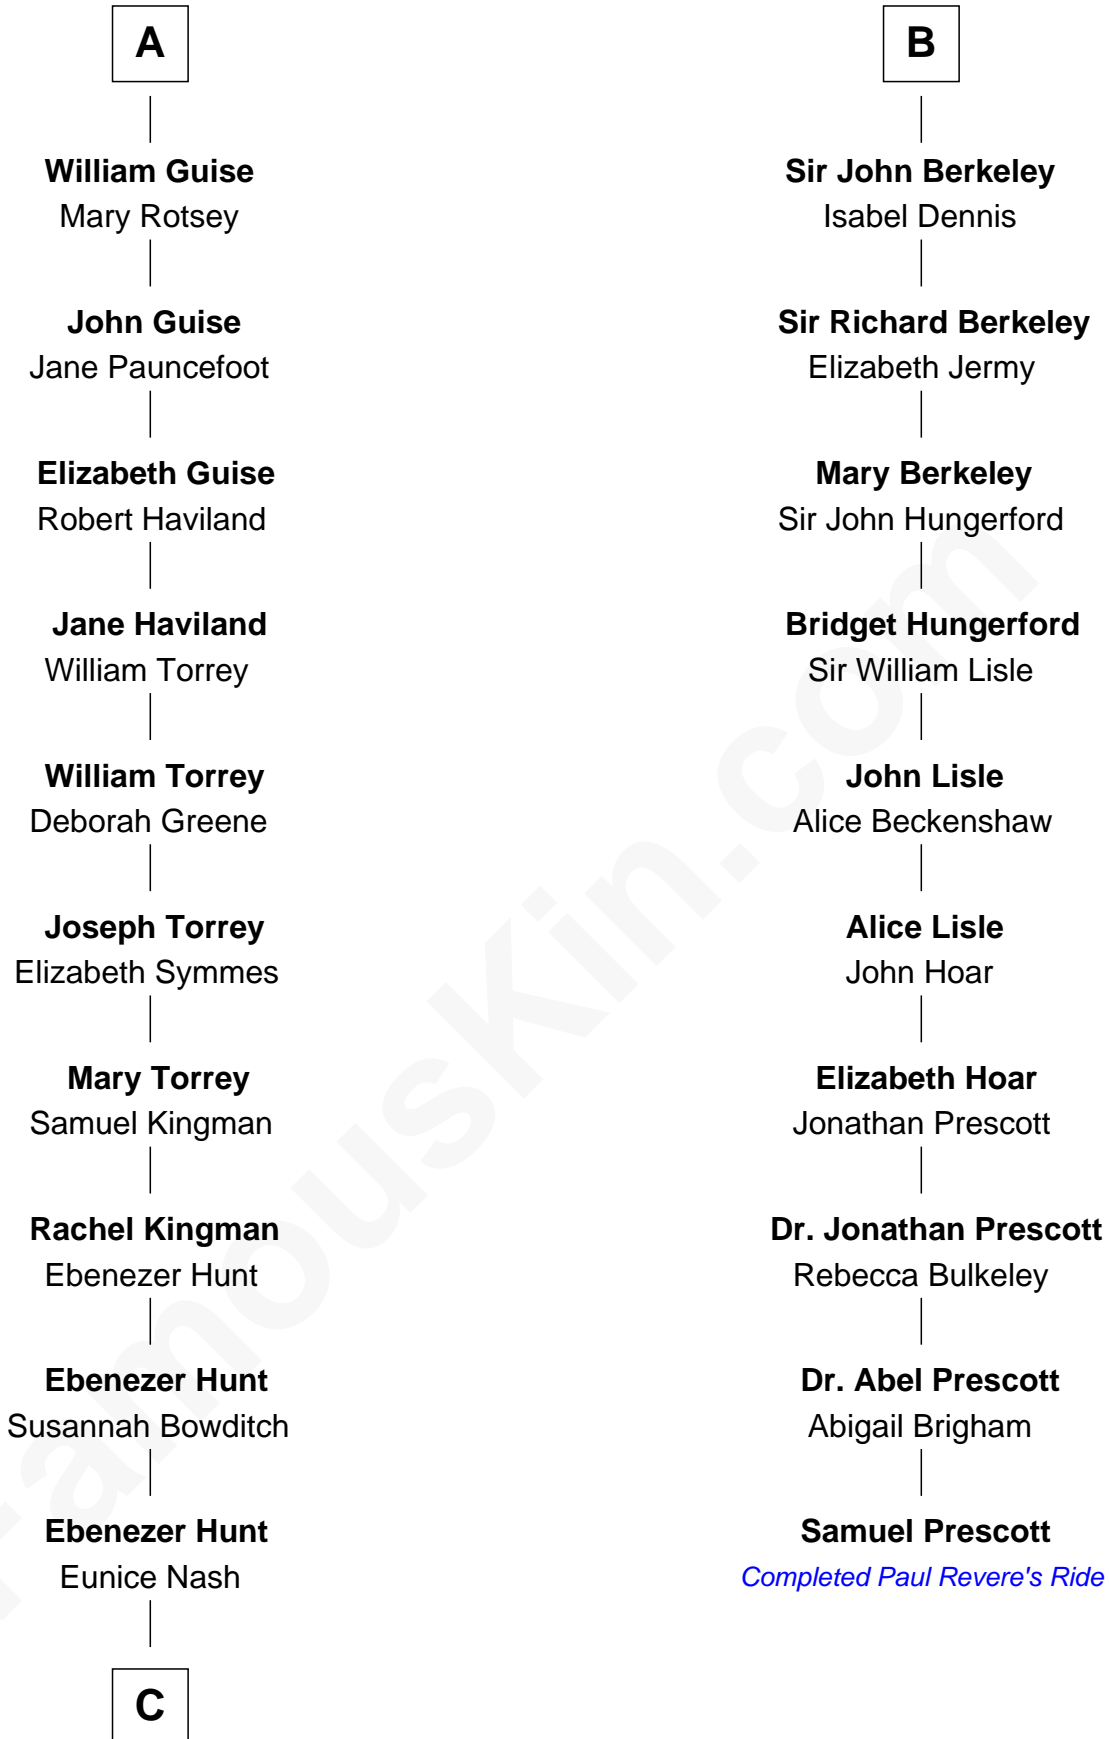 A
William Guise
Mary Rotsey
John Guise
Jane Pauncefoot
Elizabeth Guise
Robert Haviland
Jane Haviland
William Torrey
William Torrey
Deborah Greene
Joseph Torrey
Elizabeth Symmes
Mary Torrey
Samuel Kingman
Rachel Kingman
Ebenezer Hunt
Ebenezer Hunt
Susannah Bowditch
Ebenezer Hunt
Eunice Nash
C
B
Sir John Berkeley
Isabel Dennis
Sir Richard Berkeley
Elizabeth Jermy
Mary Berkeley
Sir John Hungerford
Bridget Hungerford
Sir William Lisle
John Lisle
Alice Beckenshaw
Alice Lisle
John Hoar
Elizabeth Hoar
Jonathan Prescott
Dr. Jonathan Prescott
Rebecca Bulkeley
Dr. Abel Prescott
Abigail Brigham
Samuel Prescott
Completed Paul Revere's Ride
FamousKin.com